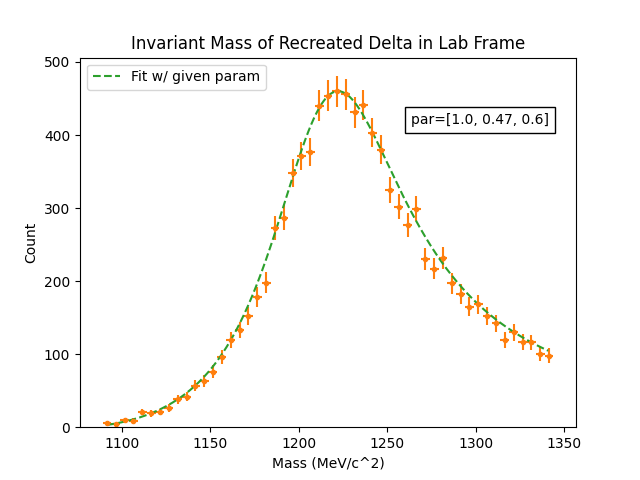 Invariant Mass of Recreated Delta in Lab Frame
Fit w/ given param
par=[1.0, 0.47, 0.6]
500
400
300
200
100
0
Count
1100 1150 1200 1250 1300 1350
Mass (MeV/c^2)